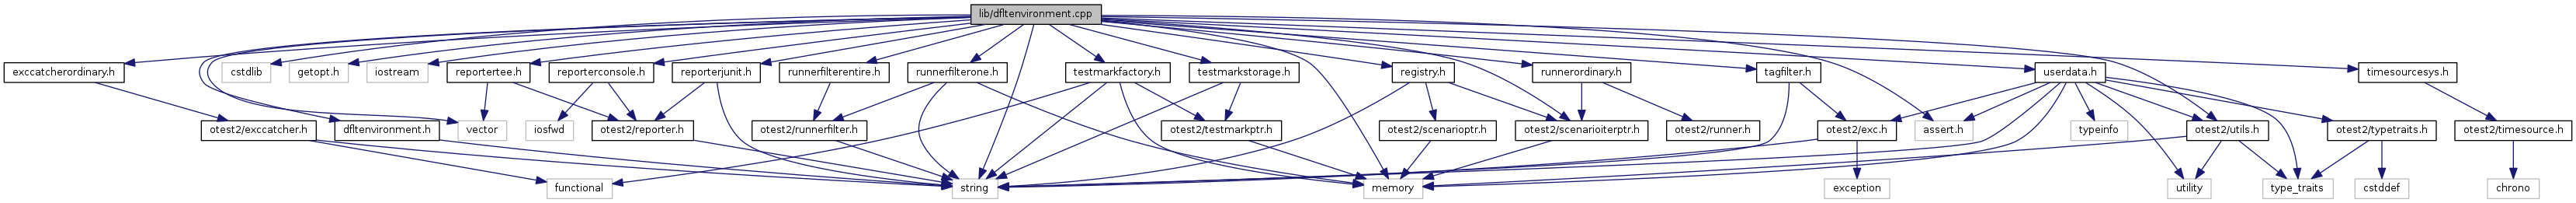 lib/dfltenvironment.cpp
exccatcherordinary.h
cstdlib
getopt.h
iostream
reportertee.h
reporterconsole.h
reporterjunit.h
runnerfilterentire.h
runnerfilterone.h
testmarkfactory.h
testmarkstorage.h
registry.h
runnerordinary.h
tagfilter.h
userdata.h
timesourcesys.h
otest2/exccatcher.h
dfltenvironment.h
vector
iosfwd
otest2/reporter.h
otest2/runnerfilter.h
otest2/testmarkptr.h
otest2/scenarioptr.h
otest2/scenarioiterptr.h
otest2/runner.h
otest2/exc.h
assert.h
typeinfo
otest2/utils.h
otest2/typetraits.h
otest2/timesource.h
functional
string
memory
exception
utility
type_traits
cstddef
chrono